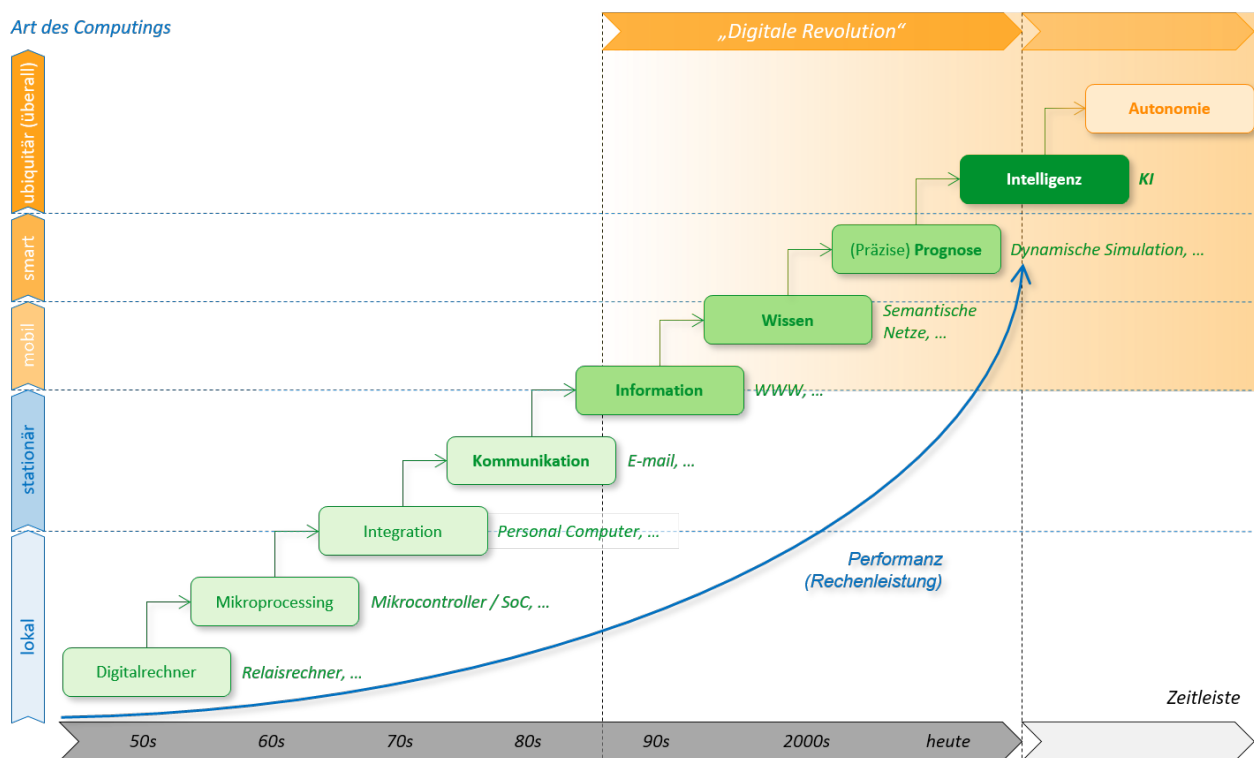 Art des Computings
„Digitale Revolution“
ubiquitär (überall)
smart
mobil
stationär
lokal
Autonomie
Intelligenz
KI
(Präzise) Prognose
Dynamische Simulation, ...
Wissen
Semantische
Netze, ...
Information
WWW, ...
Kommunikation
E-mail, ...
Integration
Personal Computer, ...
Mikroprocessing
Mikrocontroller / SoC, ...
Digitalrechner
Relaisrechner, ...
Performanz
(Rechenleistung)
Zeitleiste
50s
60s
70s
80s
90s
2000s
heute